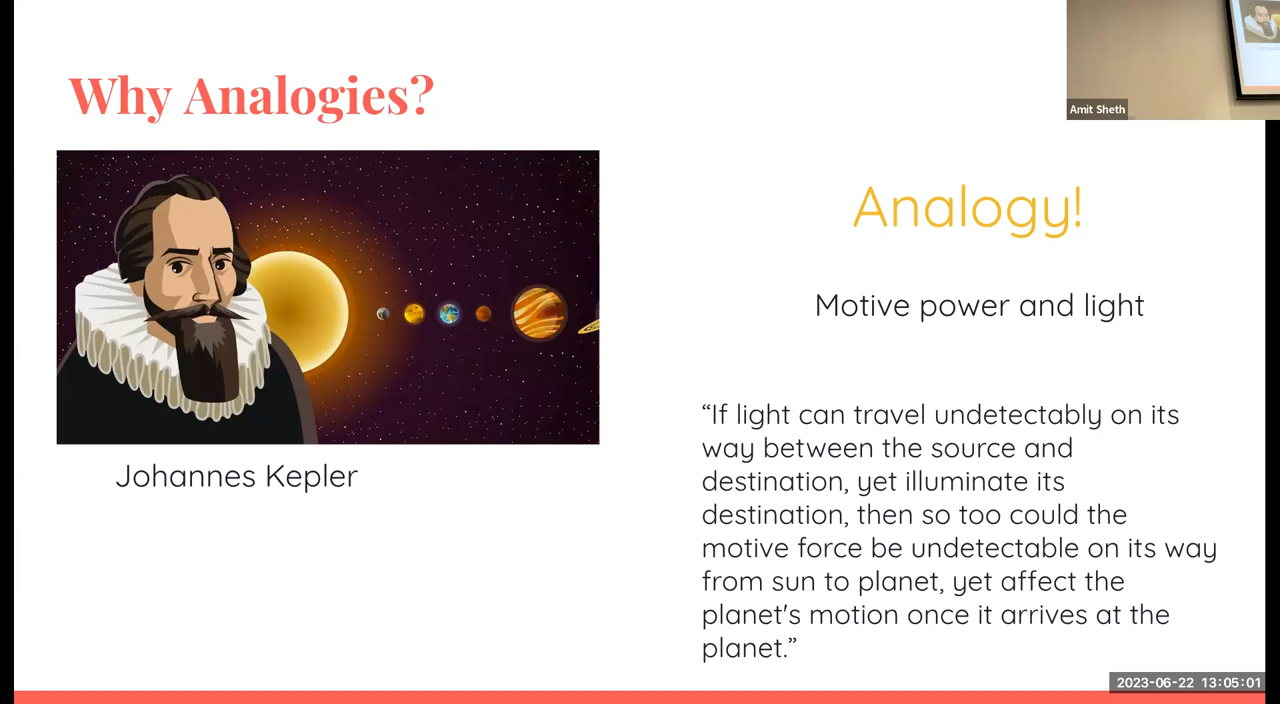 Why Analogies?
Amit Sheth
Analogy!
Motive power and light
Johannes Kepler
“If light can travel undetectably on its
way between the source and
destination, yet illuminate its
destination, then so too could the
motive force be undetectable on its way
from sun to planet, yet affect the
planet's motion once it arrives at the
planet.”
2023-06-22 13:05:01